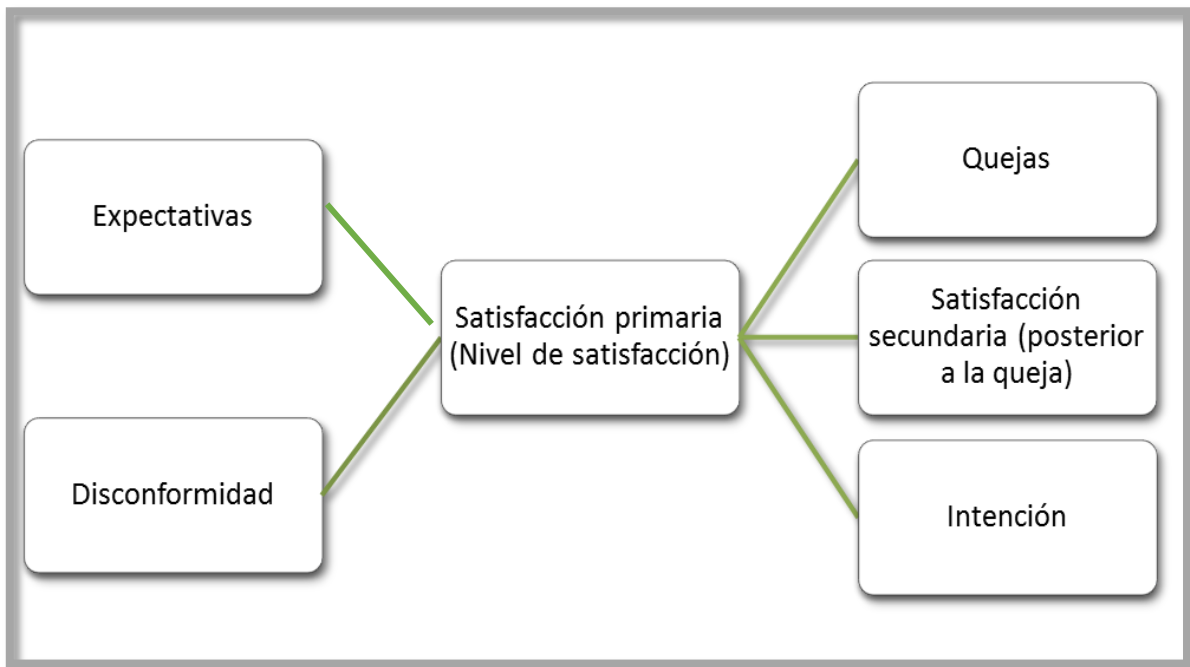 Expectativas
Disconformidad
Satisfacción primaria
(Nivel de satisfacción)
Quejas
Satisfacción
secundaria (posterior
a la queja)
Intención